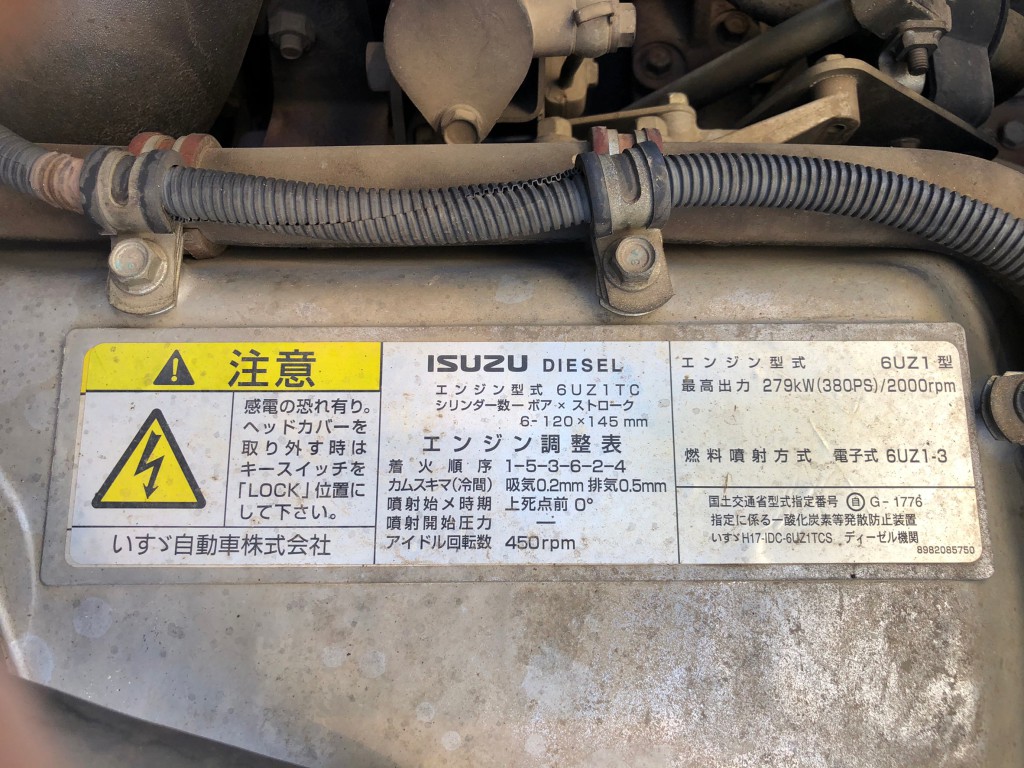 注意
感電の恐れ有り。
ヘッドカバーを
取り外す時は
キースイッチを
「LOCK」位置に
して下さい。
いすゞ自動車株式会社
ISUZU DIESEL
エンジン型式 6UZ1TC
シリンダー数－ボア×ストローク
6-120×145mm
エンジン調整表
着火順序 1-5-3-6-2-4
カムスキマ(冷間) 吸気0.2mm 排気0.5mm
噴射始メ時期 上死点前 0°
噴射開始圧力 ―
アイドル回転数 450rpm
エンジン型式 6UZ1型
最高出力 279kW(380PS)/2000rpm
燃料噴射方式 電子式 6UZ1-3
国土交通省型式指定番号 自 G-1776
指定に係る一酸化炭素等発散防止装置
いすゞH17-IDC-6UZ1TCS ディーゼル機関
8982085750